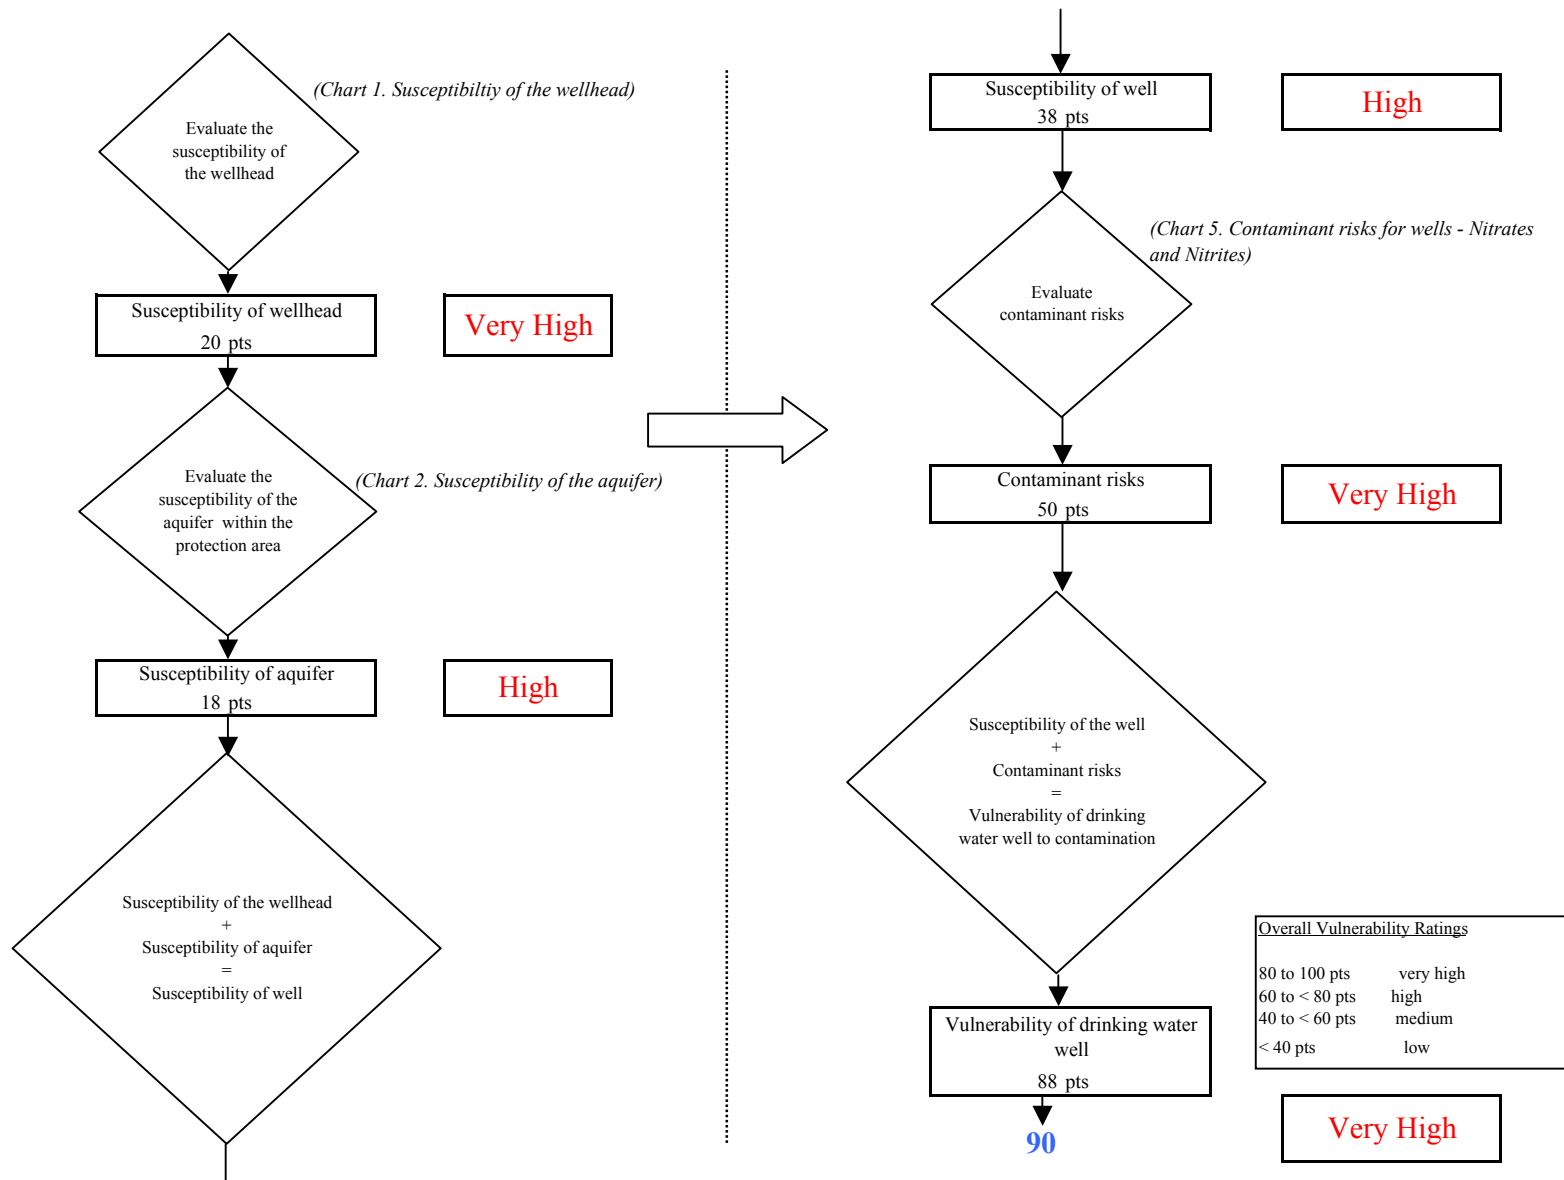 (Chart 1. Susceptibiltiy of the wellhead)
Evaluate the
susceptibility of
the wellhead
Susceptibility of wellhead
20 pts
Very High
Evaluate the
susceptibility of the
aquifer within the
protection area
(Chart 2. Susceptibility of the aquifer)
Susceptibility of aquifer
18 pts
High
Susceptibility of the wellhead
+
Susceptibility of aquifer
=
Susceptibility of well
Susceptibility of well
38 pts
High
(Chart 5. Contaminant risks for wells - Nitrates
and Nitrites)
Evaluate
contaminant risks
Contaminant risks
50 pts
Very High
Susceptibility of the well
+
Contaminant risks
=
Vulnerability of drinking
water well to contamination
Overall Vulnerability Ratings
80 to 100 pts very high
60 to < 80 pts high
40 to < 60 pts medium
< 40 pts low
Vulnerability of drinking water
well
88 pts
90
Very High